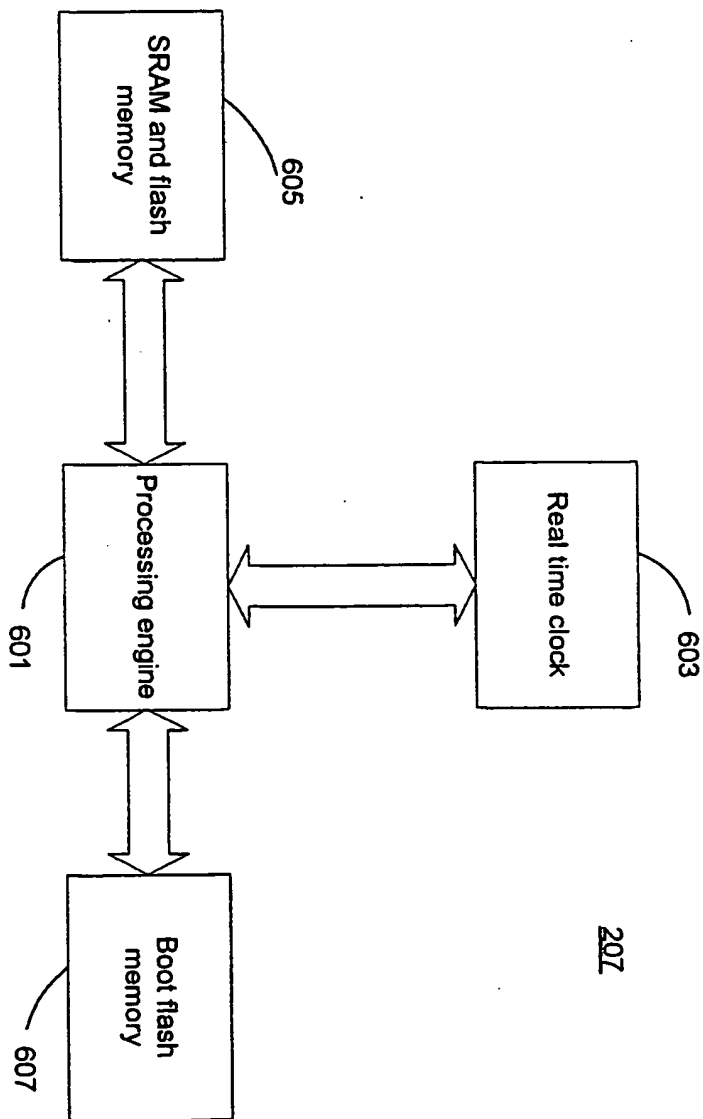 SRAM and flash
memory
605
Processing engine
601
Real time clock
603
Boot flash
memory
607
207